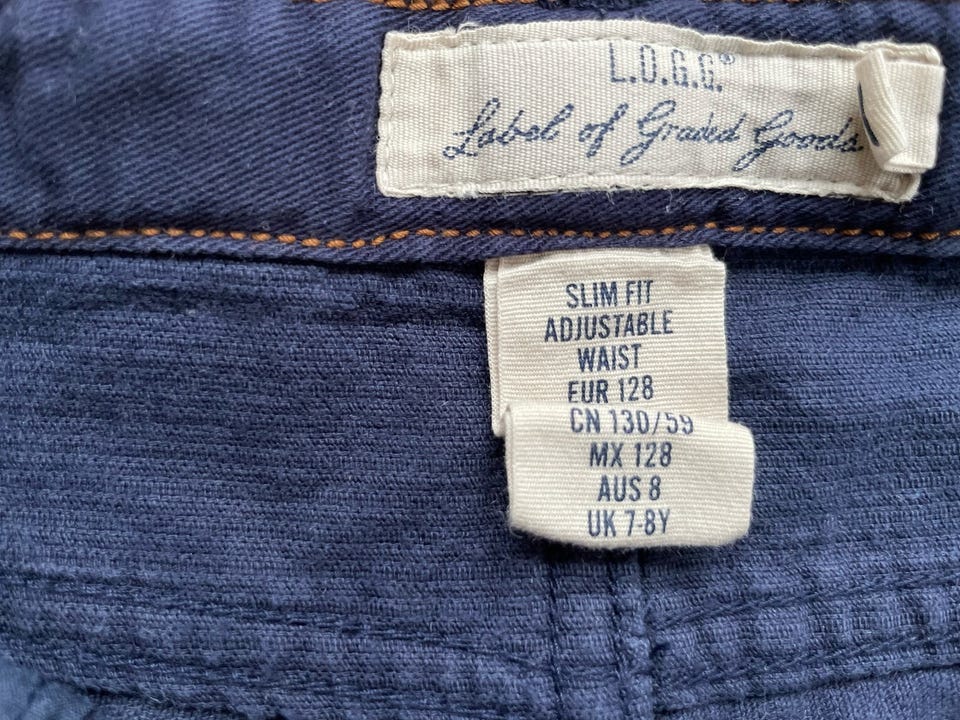 L.O.G.G.®
Label of Graded Goods
SLIM FIT
ADJUSTABLE
WAIST
EUR 128
CN 130/59
MX 128
AUS 8
UK 7-8Y